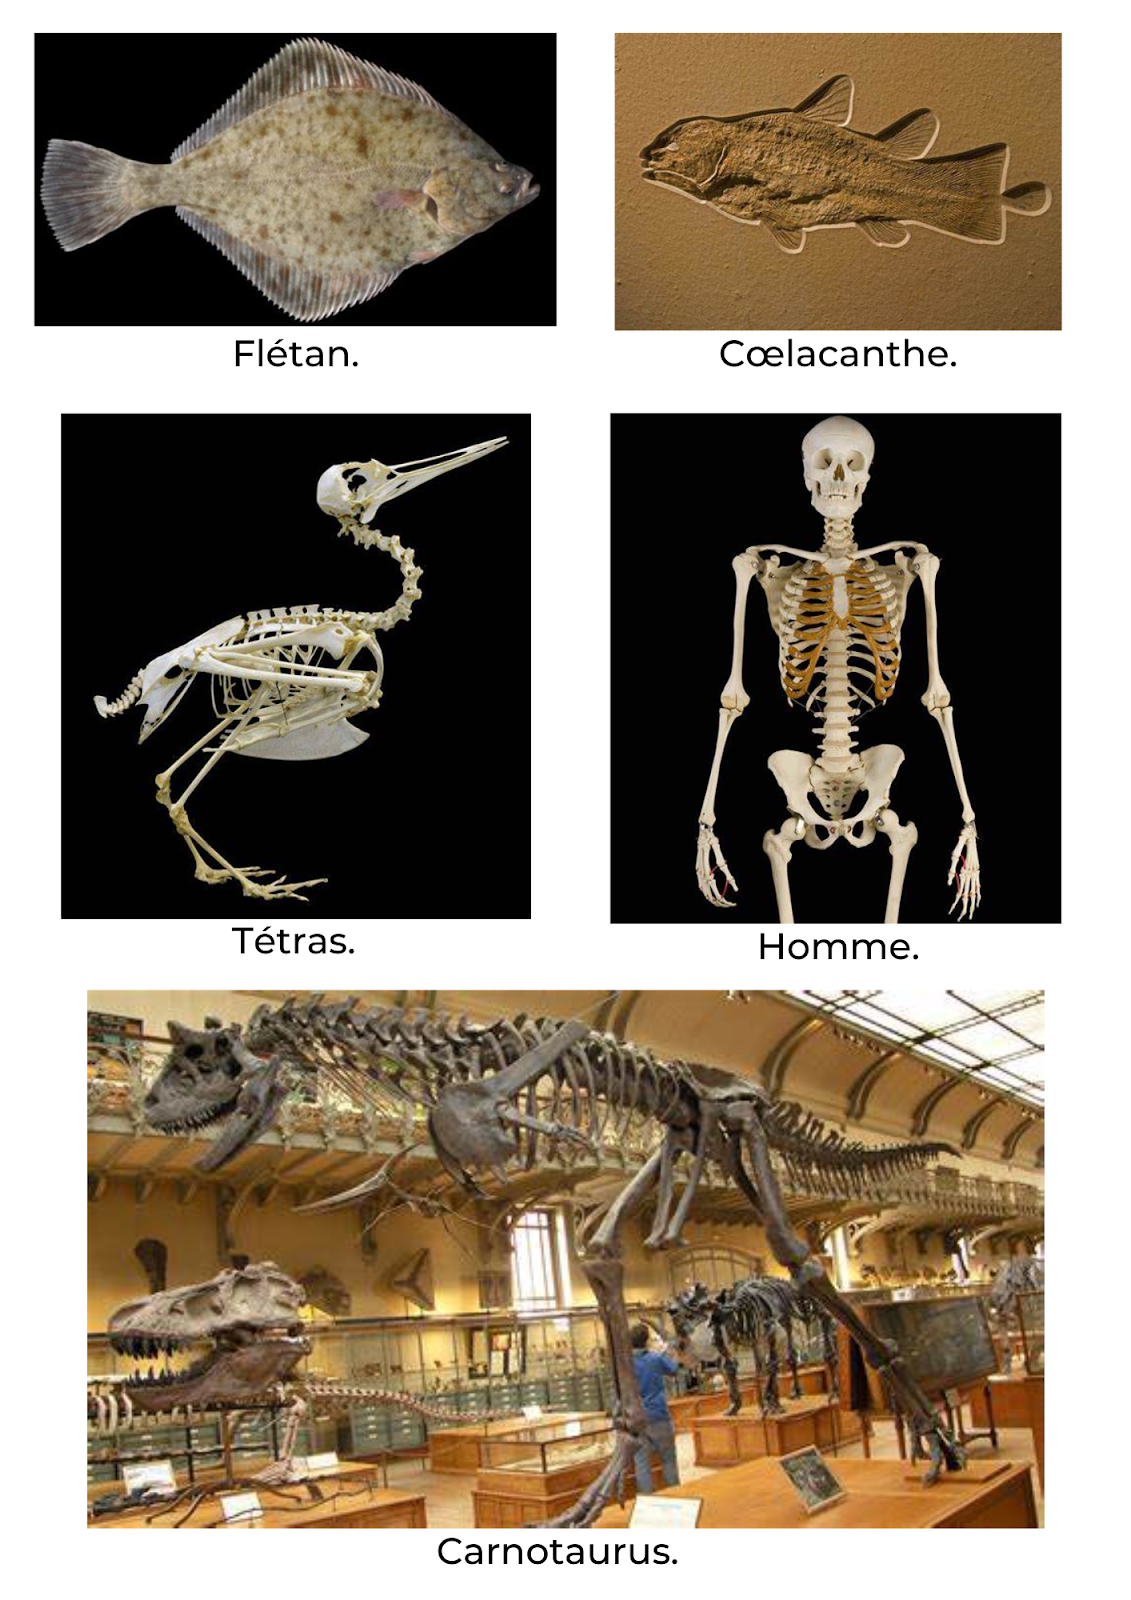 Flétan.
Cœlacanthe.
Tétras.
Homme.
Carnotaurus.